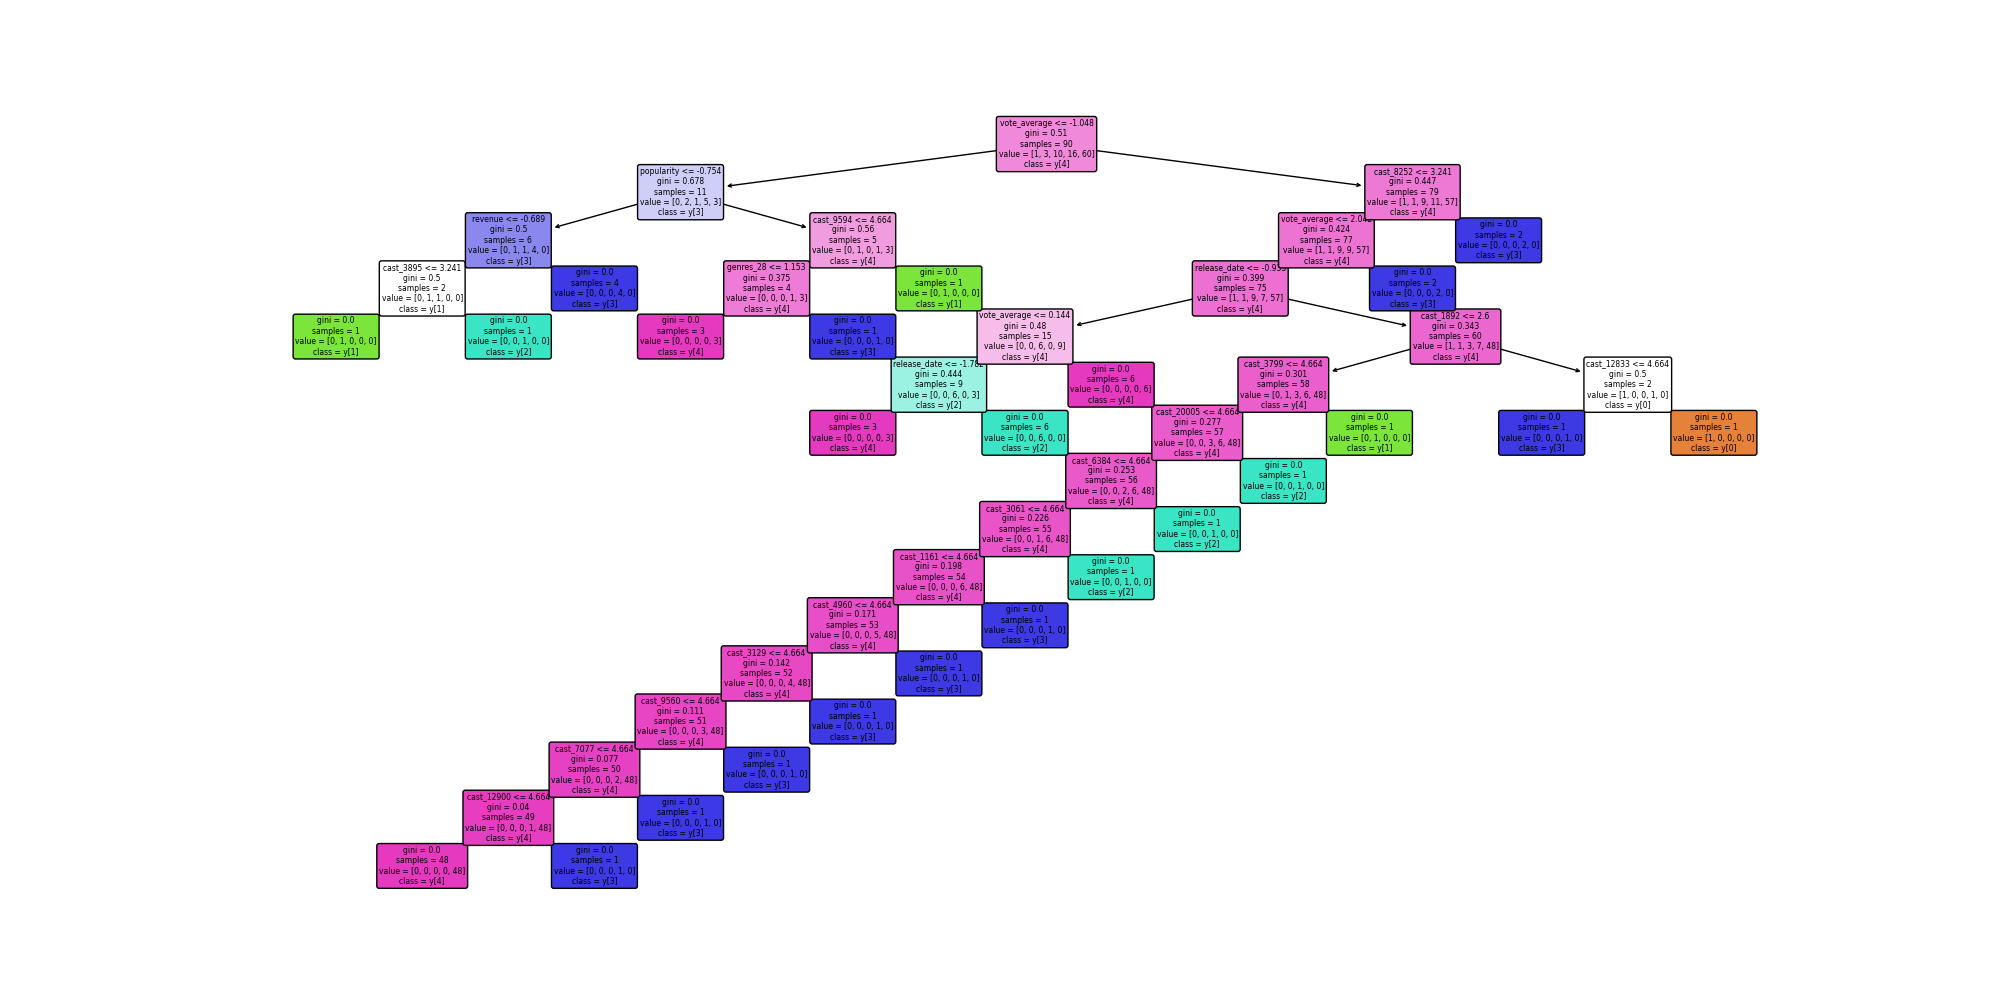 vote_average <= -1.048
gini = 0.51
samples = 90
value = [1, 3, 10, 16, 60]
class = y[4]
popularity <= -0.754
gini = 0.678
samples = 11
value = [0, 2, 1, 5, 3]
class = y[3]
cast_8252 <= 3.241
gini = 0.447
samples = 79
value = [1, 1, 9, 11, 57]
class = y[4]
revenue <= -0.689
gini = 0.5
samples = 6
value = [0, 1, 1, 4, 0]
class = y[3]
cast_9594 <= 4.664
gini = 0.56
samples = 5
value = [0, 1, 0, 1, 3]
class = y[4]
vote_average <=
gini = 0.424
samples = 77
value = [1, 1, 9, 9, 57]
class = y[4]
gini = 0.0
samples = 2
value = [0, 0, 0, 2, 0]
class = y[3]
cast_3895 <= 3.241
gini = 0.5
samples = 2
value = [0, 1, 1, 0, 0]
class = y[1]
gini = 0.0
samples = 4
value = [0, 0, 0, 4, 0]
class = y[3]
genres_28 <= 1.153
gini = 0.375
samples = 4
value = [0, 0, 0, 1, 3]
class = y[4]
gini = 0.0
samples = 1
value = [0, 1, 0, 0, 0]
class = y[1]
release_date <=
gini = 0.399
samples = 75
value = [1, 1, 9, 7, 57]
class = y[4]
gini = 0.0
samples = 2
value = [0, 0, 0, 2, 0]
class = y[3]
gini = 0.0
samples = 1
value = [0, 1, 0, 0, 0]
class = y[1]
gini = 0.0
samples = 1
value = [0, 0, 1, 0, 0]
class = y[2]
gini = 0.0
samples = 3
value = [0, 0, 0, 0, 3]
class = y[4]
gini = 0.0
samples = 1
value = [0, 0, 0, 1, 0]
class = y[3]
vote_average <= 0.144
gini = 0.48
samples = 15
value = [0, 0, 6, 0, 9]
class = y[4]
cast_1892 <= 2.6
gini = 0.343
samples = 60
value = [1, 1, 3, 7, 48]
class = y[4]
release_date <=
gini = 0.444
samples = 9
value = [0, 0, 6, 0, 3]
class = y[2]
gini = 0.0
samples = 6
value = [0, 0, 0, 0, 6]
class = y[4]
cast_3799 <= 4.664
gini = 0.301
samples = 58
value = [0, 1, 3, 6, 48]
class = y[4]
cast_12833 <= 4.664
gini = 0.5
samples = 2
value = [1, 0, 0, 1, 0]
class = y[0]
gini = 0.0
samples = 3
value = [0, 0, 0, 0, 3]
class = y[4]
gini = 0.0
samples = 6
value = [0, 0, 6, 0, 0]
class = y[2]
cast_20005 <= 4.664
gini = 0.277
samples = 57
value = [0, 0, 3, 6, 48]
class = y[4]
gini = 0.0
samples = 1
value = [0, 1, 0, 0, 0]
class = y[1]
gini = 0.0
samples = 1
value = [0, 0, 0, 1, 0]
class = y[3]
gini = 0.0
samples = 1
value = [1, 0, 0, 0, 0]
class = y[0]
cast_6384 <= 4.664
gini = 0.253
samples = 56
value = [0, 0, 2, 6, 48]
class = y[4]
gini = 0.0
samples = 1
value = [0, 0, 1, 0, 0]
class = y[2]
cast_3061 <= 4.664
gini = 0.226
samples = 55
value = [0, 0, 1, 6, 48]
class = y[4]
gini = 0.0
samples = 1
value = [0, 0, 1, 0, 0]
class = y[2]
cast_1161 <= 4.664
gini = 0.198
samples = 54
value = [0, 0, 0, 6, 48]
class = y[4]
gini = 0.0
samples = 1
value = [0, 0, 1, 0, 0]
class = y[2]
cast_4960 <= 4.664
gini = 0.171
samples = 53
value = [0, 0, 0, 5, 48]
class = y[4]
gini = 0.0
samples = 1
value = [0, 0, 0, 1, 0]
class = y[3]
cast_3129 <= 4.664
gini = 0.142
samples = 52
value = [0, 0, 0, 4, 48]
class = y[4]
gini = 0.0
samples = 1
value = [0, 0, 0, 1, 0]
class = y[3]
cast_9560 <= 4.664
gini = 0.111
samples = 51
value = [0, 0, 0, 3, 48]
class = y[4]
gini = 0.0
samples = 1
value = [0, 0, 0, 1, 0]
class = y[3]
cast_7077 <= 4.664
gini = 0.077
samples = 50
value = [0, 0, 0, 2, 48]
class = y[4]
gini = 0.0
samples = 1
value = [0, 0, 0, 1, 0]
class = y[3]
cast_12900 <= 4.664
gini = 0.04
samples = 49
value = [0, 0, 0, 1, 48]
class = y[4]
gini = 0.0
samples = 1
value = [0, 0, 0, 1, 0]
class = y[3]
gini = 0.0
samples = 48
value = [0, 0, 0, 0, 48]
class = y[4]
gini = 0.0
samples = 1
value = [0, 0, 0, 1, 0]
class = y[3]